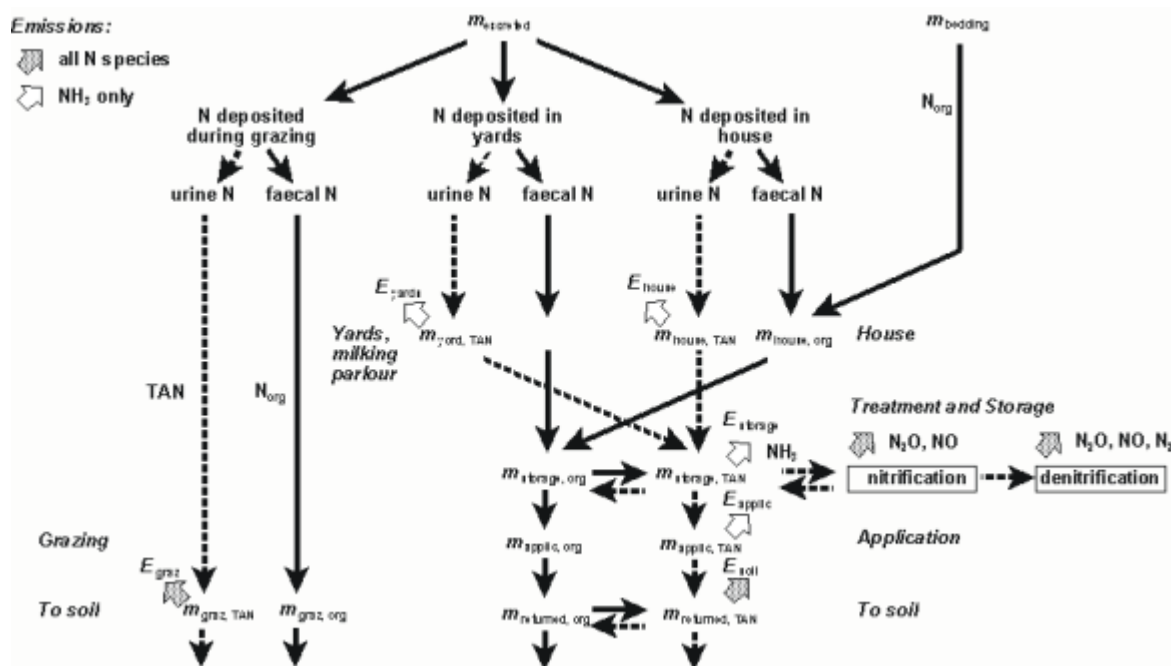 Emissions:
all N species
NH3 only
m excreted
m bedding
N deposited
during grazing
N deposited in
yards
N deposited in
house
Norg
urine N
faecal N
urine N
faecal N
urine N
faecal N
E yards
E house
Yards,
milking
parlour
m yard, TAN
m house, TAN
m house, org
House
TAN
Norg
Treatment and Storage
E storage
NH3
N2O, NO
N2O, NO, N2
m storage, org
m storage, TAN
nitrification
denitrification
E applic
Grazing
m applic, org
m applic, TAN
Application
E graz
E soil
To soil
m graz, TAN
m graz, org
m returned, org
m returned, TAN
To soil